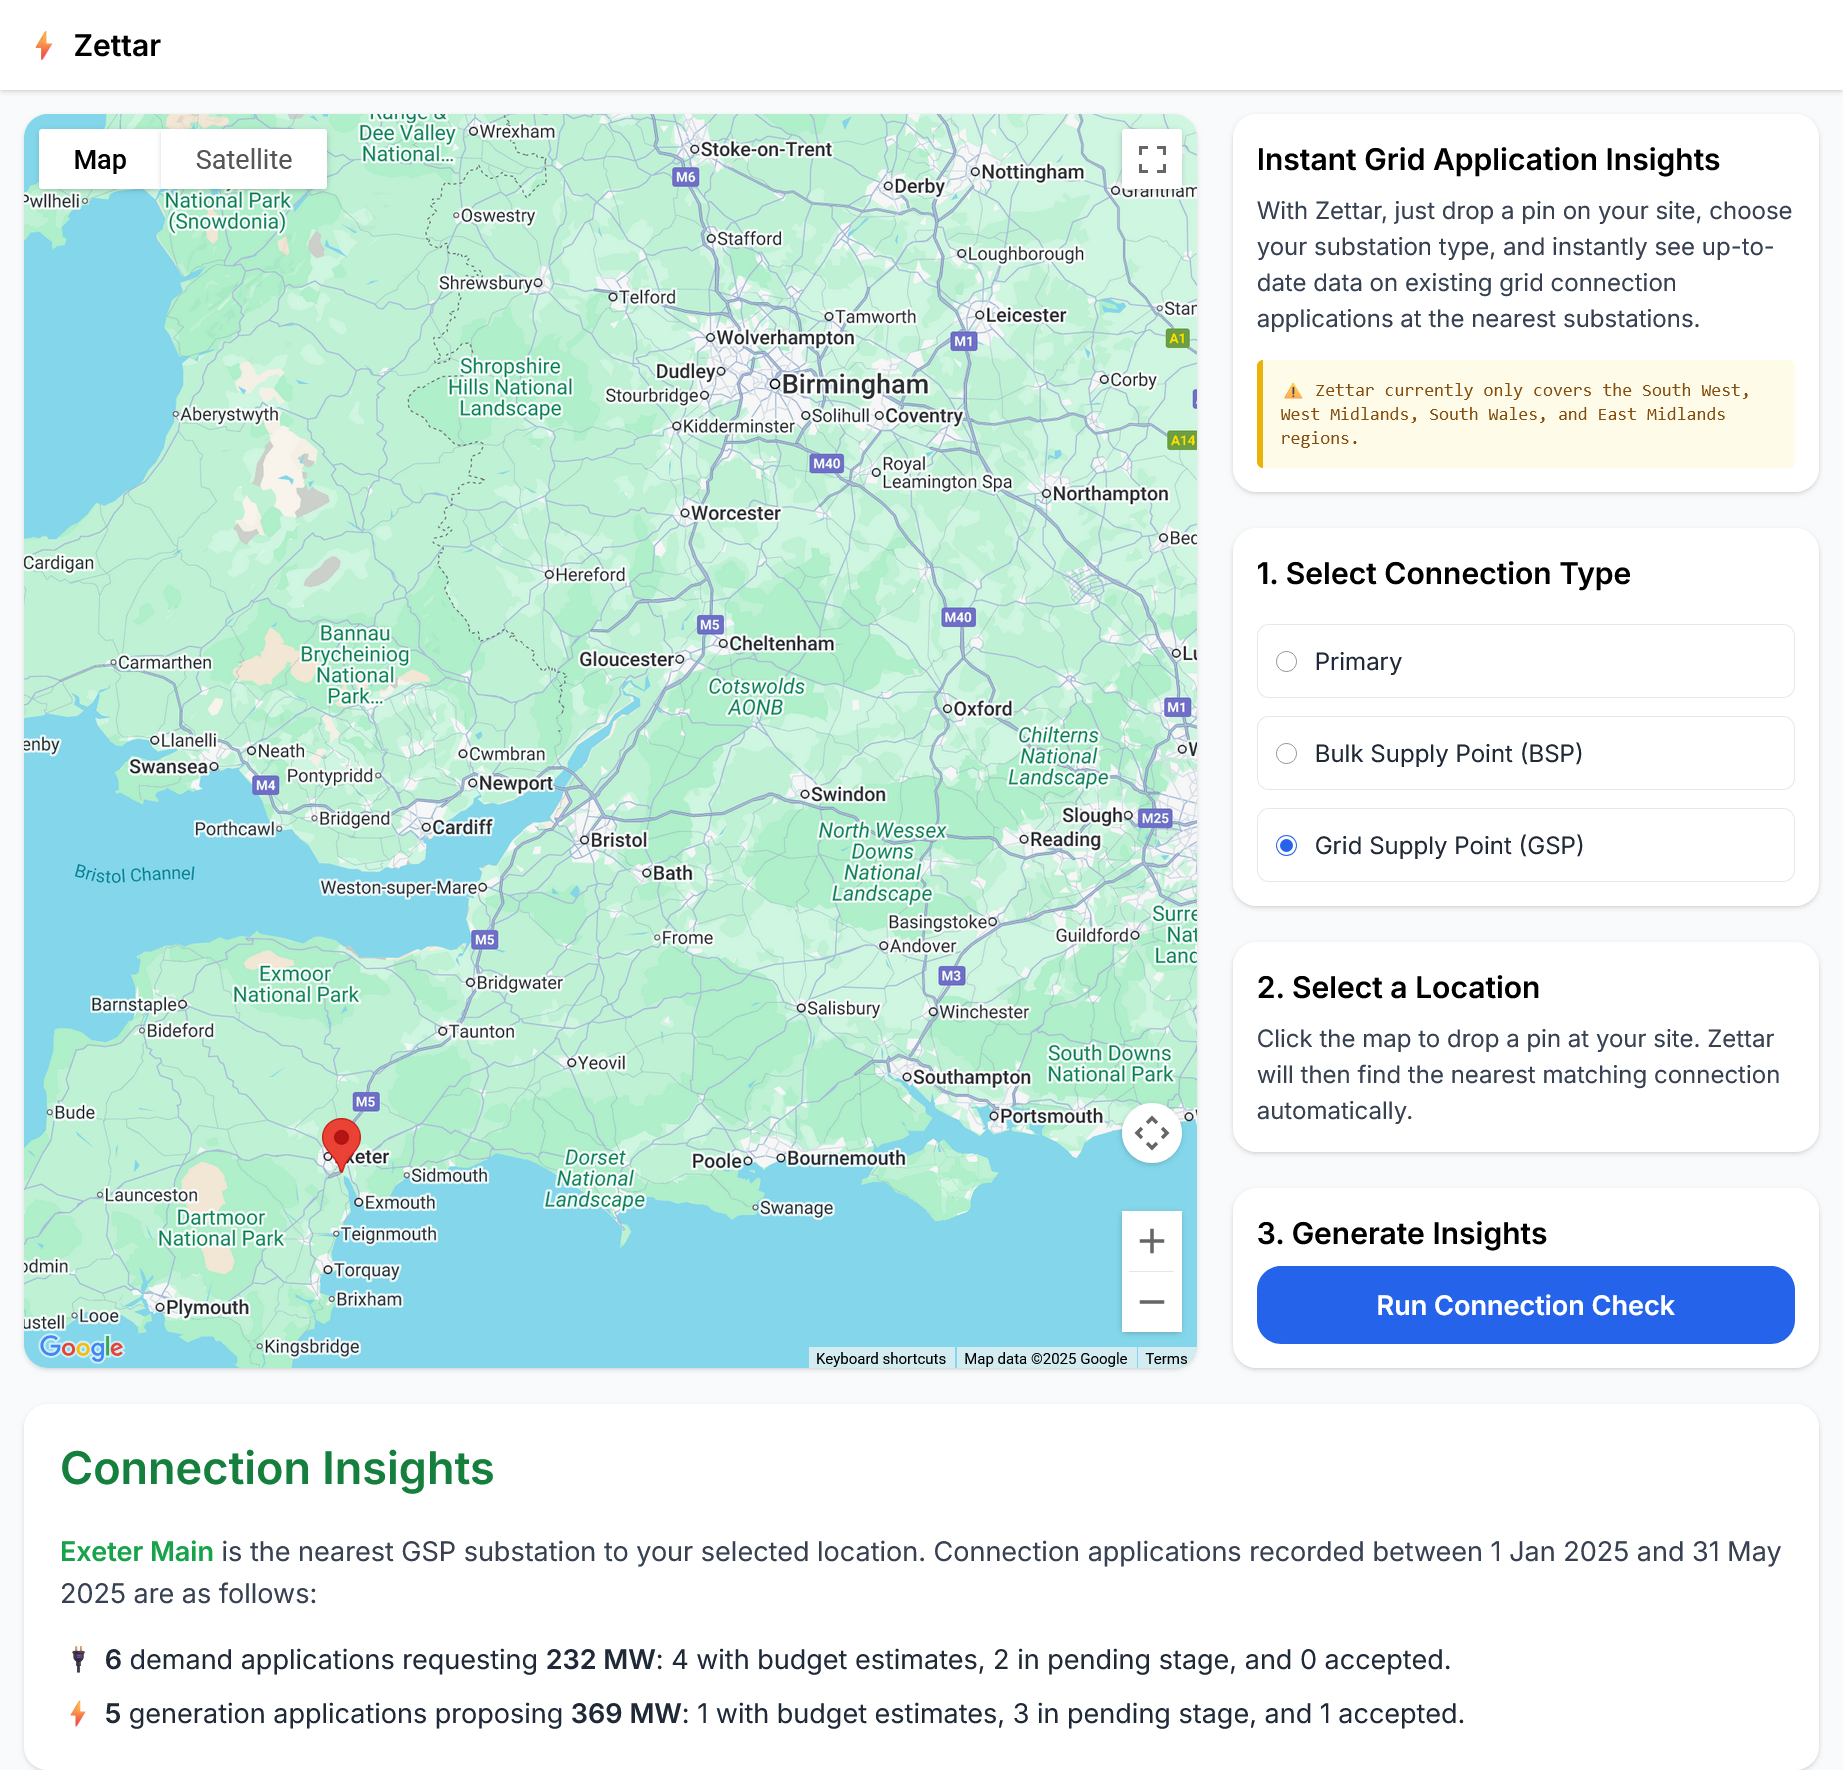 Zettar
Map
Satellite
Dee Valley
National...
Wrexham
Stoke-on-Trent
M6
Nottingham
Derby
Grantham
Pwllheli
National Park
(Snowdonia)
Oswestry
Stafford
Loughborough
Shrewsbury
Telford
Tamworth
Leicester
A1
Wolverhampton
M1
Shropshire
Hills National
Landscape
Dudley
Birmingham
Corby
Stourbridge
Aberystwyth
Solihull
Coventry
Kidderminster
A14
M40
Royal
Leamington Spa
Northampton
Worcester
Cardigan
Hereford
M5
M40
Bannau
Brycheiniog
National
Park...
Cheltenham
Gloucester
Carmarthen
Cotswolds
AONB
Oxford
M1
Chilterns
National
Landscape
Llanelli
Neath
Cwmbran
Swansea
Pontypridd
M4
Newport
Swindon
Bridgend
Porthcawl
Cardiff
Slough
M25
North Wessex
Downs
National
Landscape
Reading
Bristol
Bristol Channel
Bath
Weston-super-Mare
Basingstoke
Guildford
M5
Frome
Andover
Exmoor
National Park
M3
Bridgwater
Barnstaple
Salisbury
Winchester
Bideford
Taunton
Yeovil
South Downs
National Park
Southampton
M5
Bude
Portsmouth
Exeter
Dorset
National
Landscape
Poole
Bournemouth
Sidmouth
Launceston
Exmouth
Swanage
Dartmoor
National Park
Teignmouth
Torquay
Brixham
Plymouth
Looe
Kingsbridge
Google
Keyboard shortcuts
Map data ©2025 Google
Terms
Instant Grid Application Insights
With Zettar, just drop a pin on your site, choose
your substation type, and instantly see up-to-
date data on existing grid connection
applications at the nearest substations.
Zettar currently only covers the South West,
West Midlands, South Wales, and East Midlands
regions.
1. Select Connection Type
Primary
Bulk Supply Point (BSP)
Grid Supply Point (GSP)
2. Select a Location
Click the map to drop a pin at your site. Zettar
will then find the nearest matching connection
automatically.
3. Generate Insights
Run Connection Check
Connection Insights
Exeter Main is the nearest GSP substation to your selected location. Connection applications recorded between 1 Jan 2025 and 31 May
2025 are as follows:
6 demand applications requesting 232 MW: 4 with budget estimates, 2 in pending stage, and 0 accepted.
5 generation applications proposing 369 MW: 1 with budget estimates, 3 in pending stage, and 1 accepted.